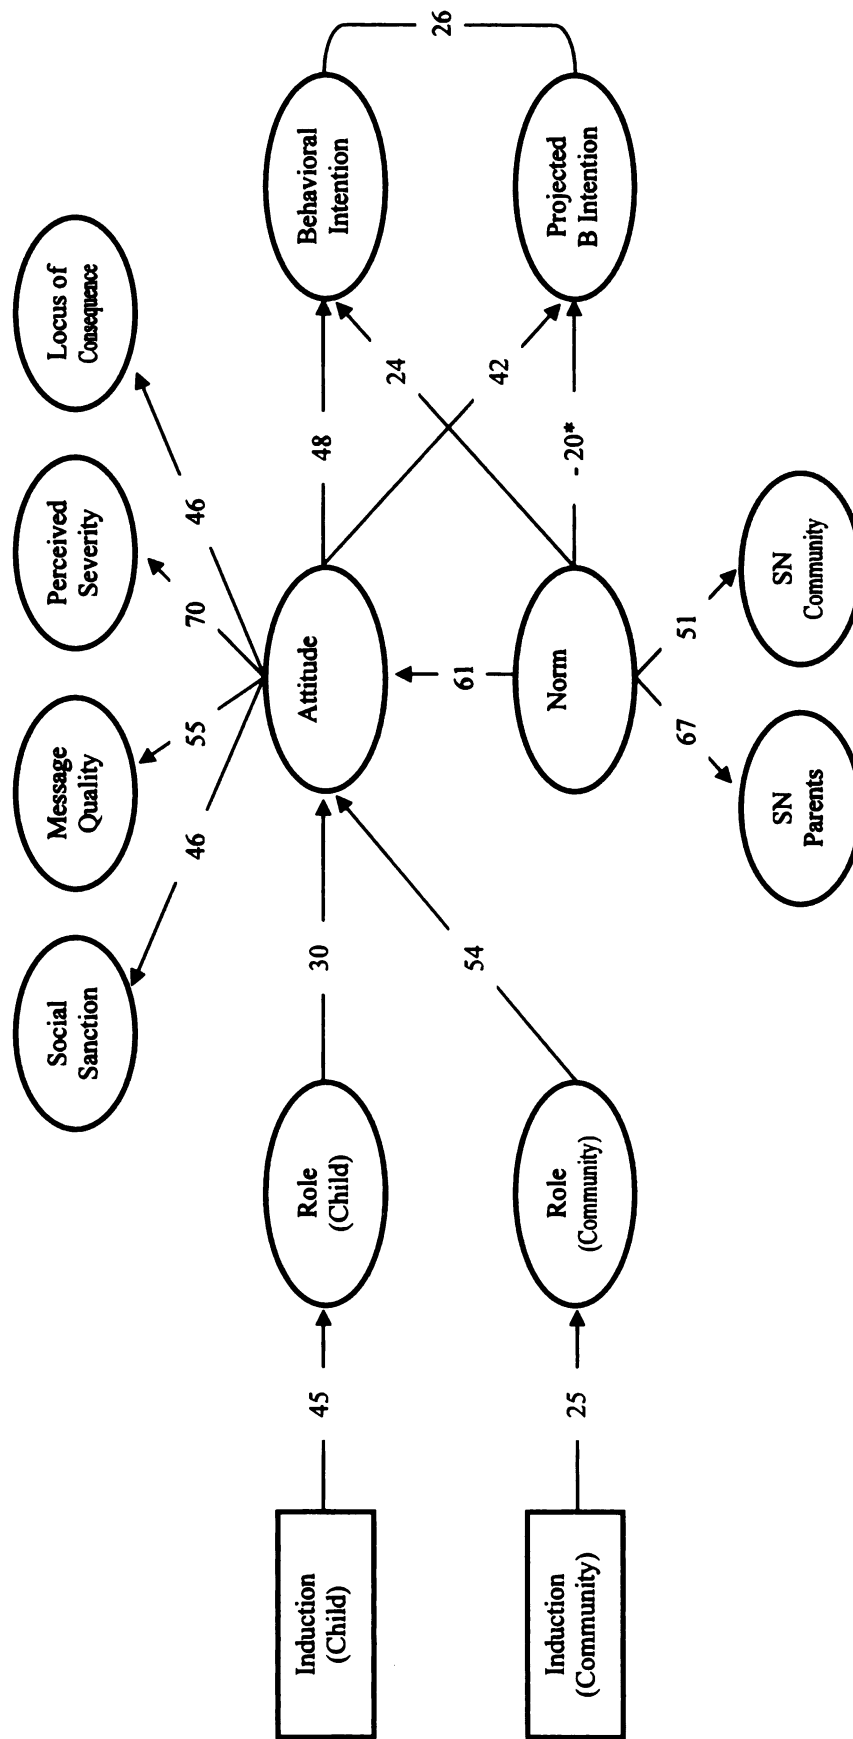 Social
Sanction
Message
Quality
Perceived
Severity
Locus of
Consequence
46
55
70
46
Induction
(Child)
45
Role
(Child)
30
Attitude
48
Behavioral
Intention
54
61
24
42
26
Induction
(Community)
25
Role
(Community)
Norm
-20*
Projected
B Intention
67
51
SN
Parents
SN
Community